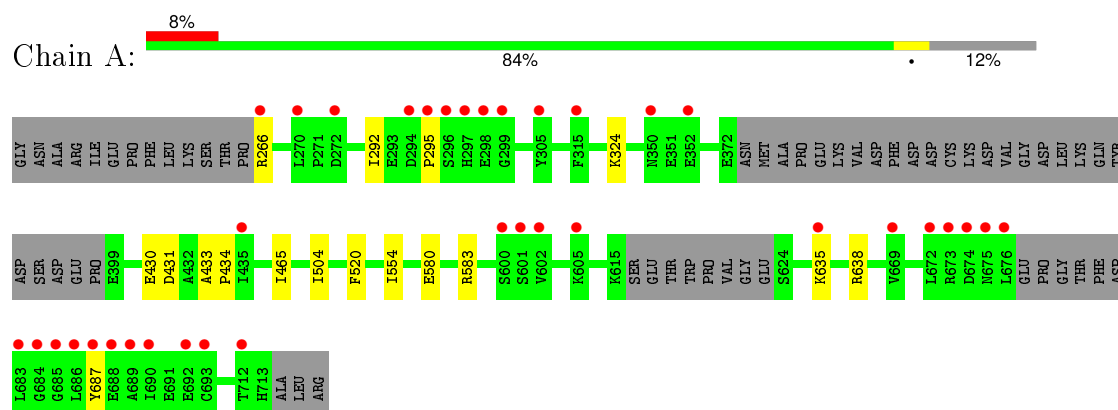 8%
Chain A:
84%
12%
GLY ASN ALA ARG ILE GLU PRO PHE LEU LYS SER THR PRO R266 L270 P271 D272 I292 E293 D294 P295 S296 H297 E298 G299 Y305 F315 K324 N350 E351 E352 E372 ASN MET ALA PRO GLU LYS VAL ASP PHE ASP ASP CYS LYS ASP VAL GLY ASP LEU LYS GLN TYR
ASP SER ASP GLU PRO E399 E430 D431 A432 A433 P434 I435 I465 I504 F520 I554 E580 R583 S600 S601 V602 K605 K615 SER GLU THR TRP PRO VAL GLY GLU S624 K635 R638 V669 L672 R673 D674 N675 L676 GLU PRO GLY THR PHE ASP
L683 G684 G685 L686 Y687 E688 A689 I690 E691 E692 C693 T712 H713 ALA LEU ARG